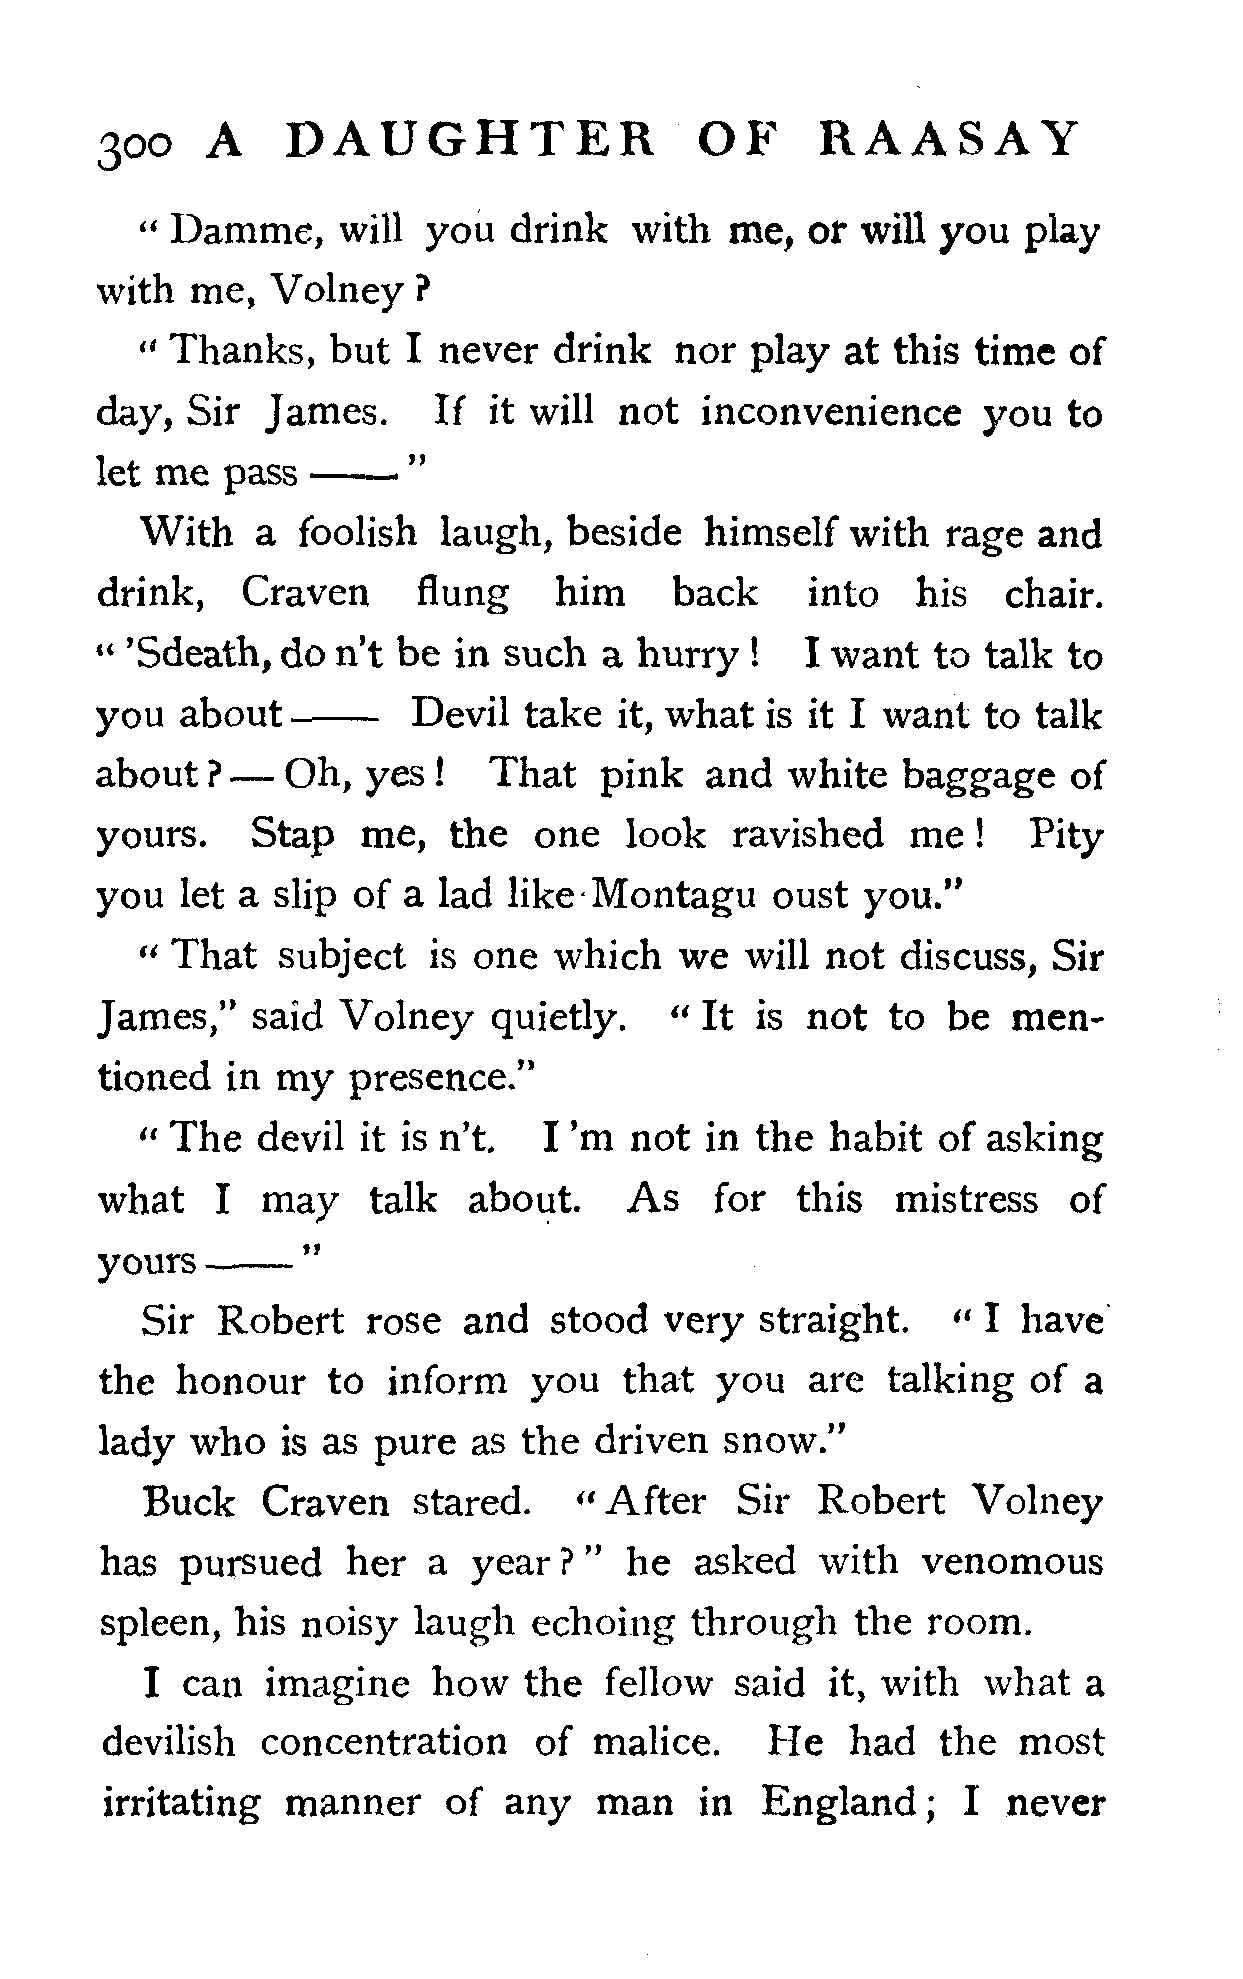 300 A DAUGHTER OF RAASAY
“ Damme, will you drink with me, or will you play
with me, Volney ?
“ Thanks, but I never drink nor play at this time of
day, Sir James. If it will not inconvenience you to
let me pass —— ”
With a foolish laugh, beside himself with rage and
drink, Craven flung him back into his chair.
“ ’Sdeath, do n’t be in such a hurry ! I want to talk to
you about —— Devil take it, what is it I want to talk
about ? — Oh, yes ! That pink and white baggage of
yours. Stap me, the one look ravished me ! Pity
you let a slip of a lad like Montagu oust you.”
“ That subject is one which we will not discuss, Sir
James,” said Volney quietly. “ It is not to be men-
tioned in my presence.”
“ The devil it is n’t. I ’m not in the habit of asking
what I may talk about. As for this mistress of
yours —— ”
Sir Robert rose and stood very straight. “ I have
the honour to inform you that you are talking of a
lady who is as pure as the driven snow.”
Buck Craven stared. “ After Sir Robert Volney
has pursued her a year ? ” he asked with venomous
spleen, his noisy laugh echoing through the room.
I can imagine how the fellow said it, with what a
devilish concentration of malice. He had the most
irritating manner of any man in England ; I never